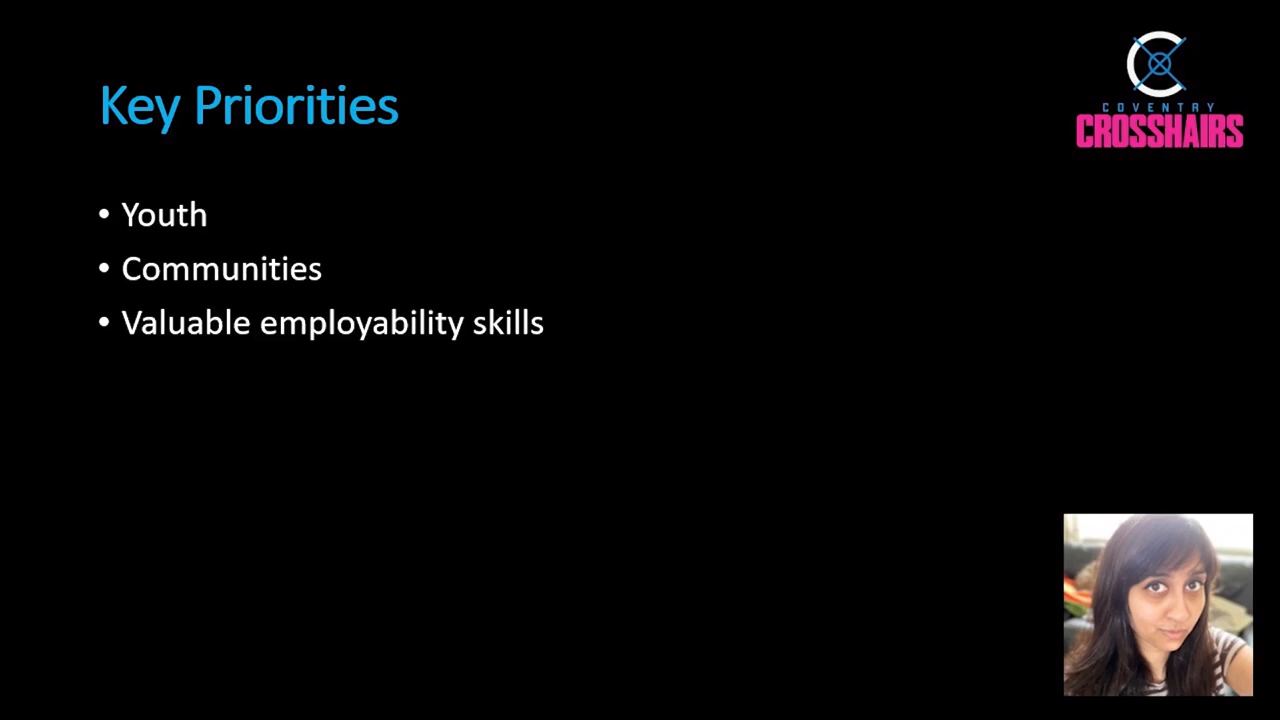 Key Priorities
COVENTRY
CROSSHAIRS
• Youth
• Communities
• Valuable employability skills